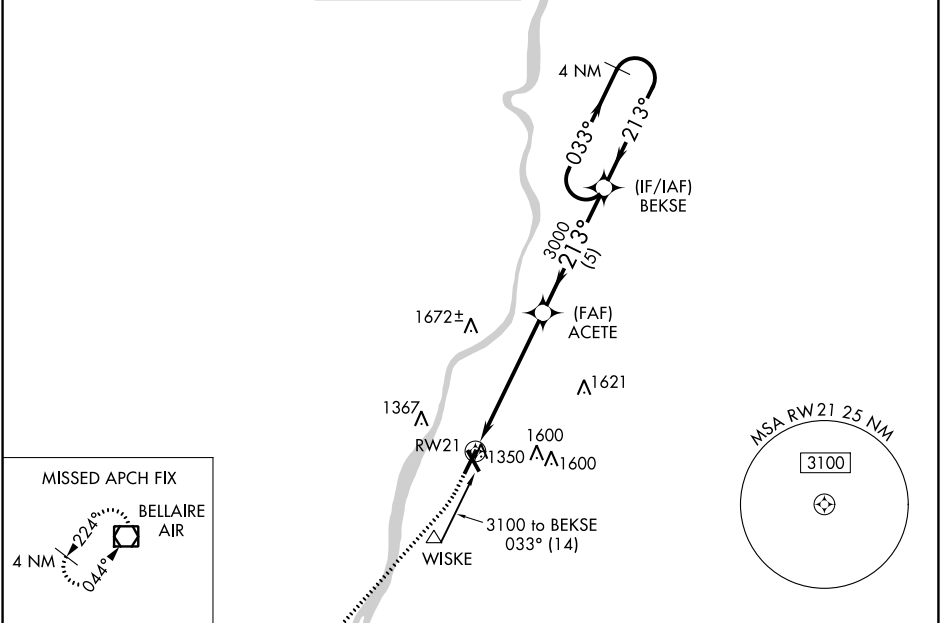 4 NM
033°
213°
(IF/IAF)
BEKSE
3000
213°
(5)
1672±
(FAF)
ACETE
1621
1367
RW21
1350
1600
1600
MSA RW21 25 NM
3100
3100 to BEKSE
033° (14)
WISKE
MISSED APCH FIX
BELLAIRE
AIR
224°
4 NM
044°